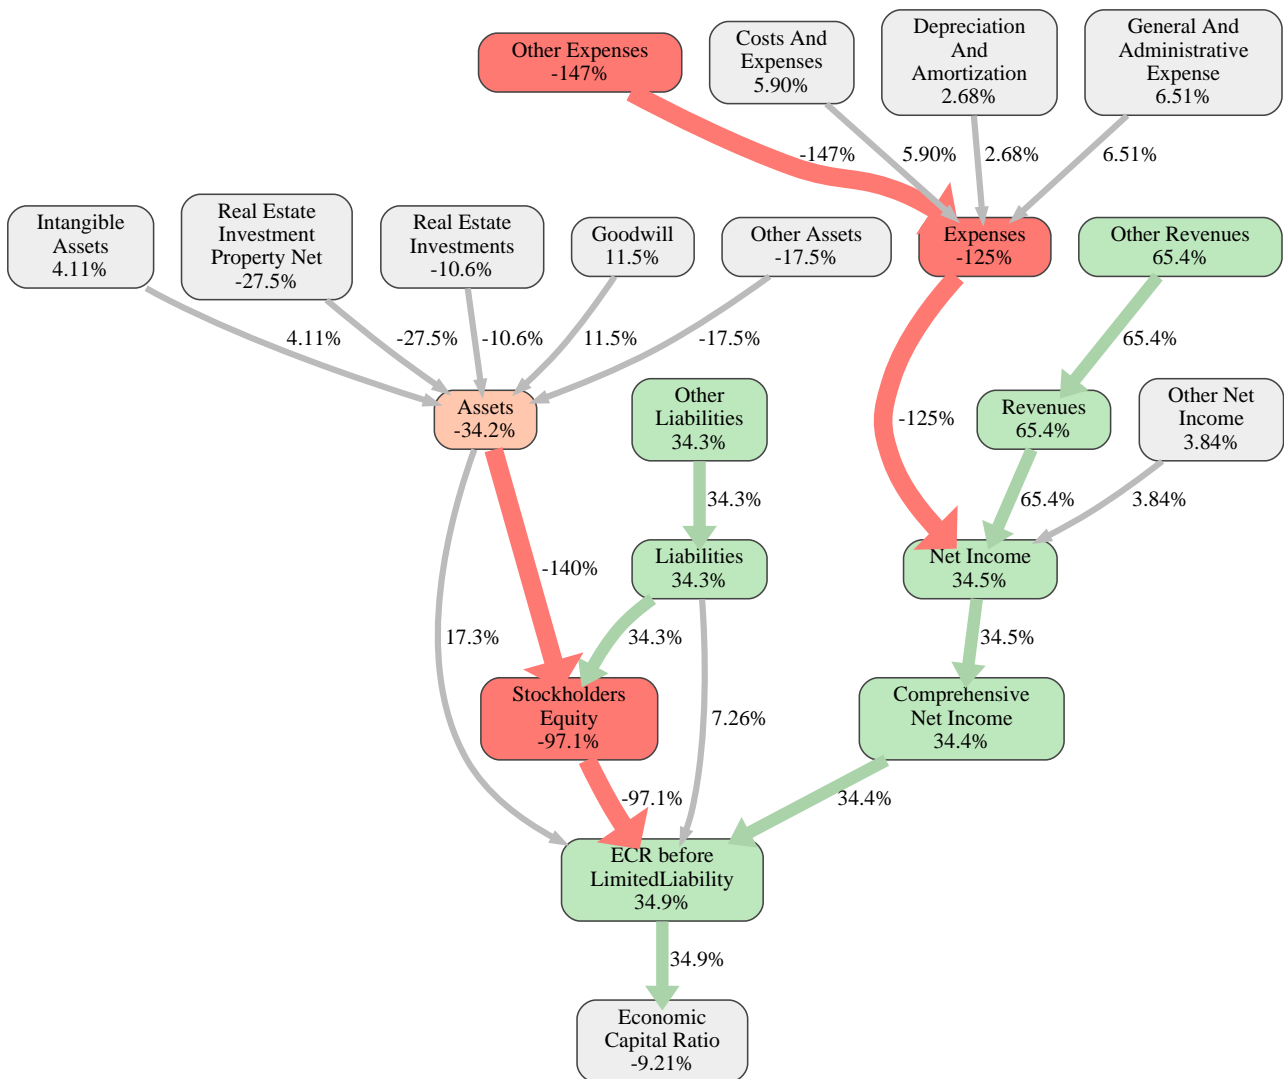 Other Expenses
-147%
Costs And
Expenses
5.90%
Depreciation
And
Amortization
2.68%
General And
Administrative
Expense
6.51%
-147%
5.90%
2.68%
6.51%
Intangible
Assets
4.11%
Real Estate
Investment
Property Net
-27.5%
Real Estate
Investments
-10.6%
Goodwill
11.5%
Other Assets
-17.5%
Expenses
-125%
Other Revenues
65.4%
4.11%
-27.5%
-10.6%
11.5%
-17.5%
65.4%
Assets
-34.2%
Other
Liabilities
34.3%
-125%
Revenues
65.4%
Other Net
Income
3.84%
34.3%
65.4%
3.84%
-140%
Liabilities
34.3%
Net Income
34.5%
17.3%
34.3%
34.5%
Stockholders
Equity
-97.1%
7.26%
Comprehensive
Net Income
34.4%
-97.1%
34.4%
ECR before
LimitedLiability
34.9%
34.9%
Economic
Capital Ratio
-9.21%